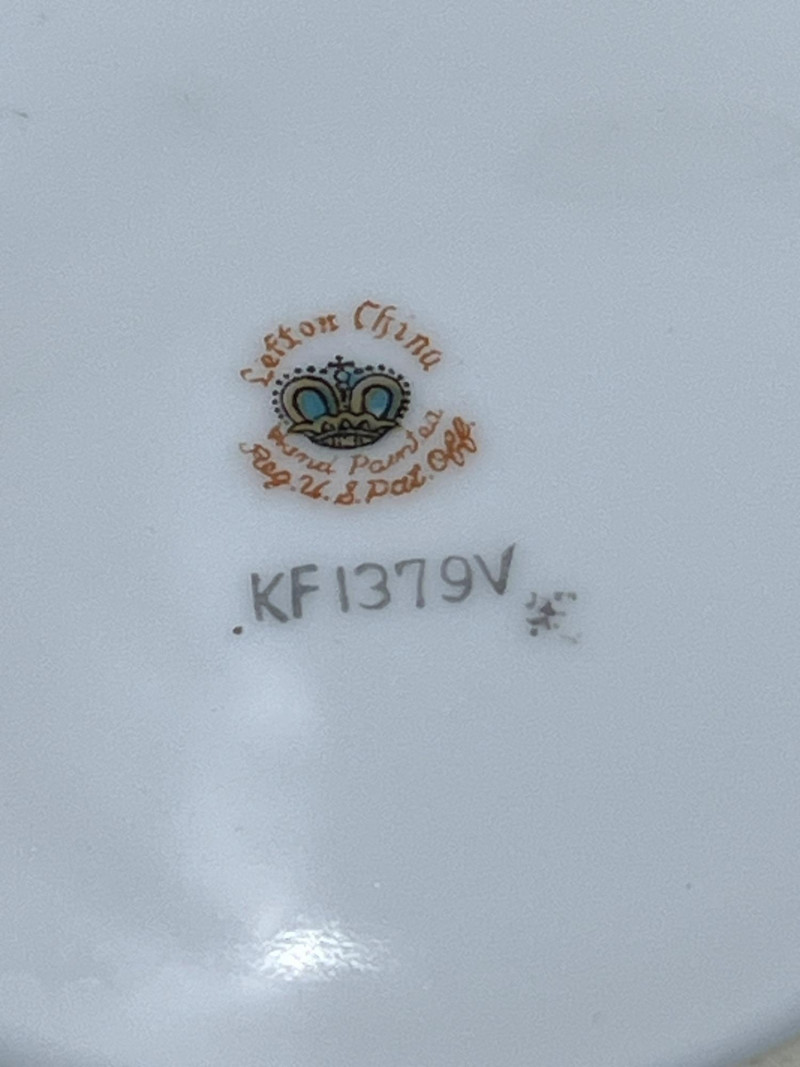 Lefton China
Hand Painted
Reg. U. S. Pat. Off.
KF1379V